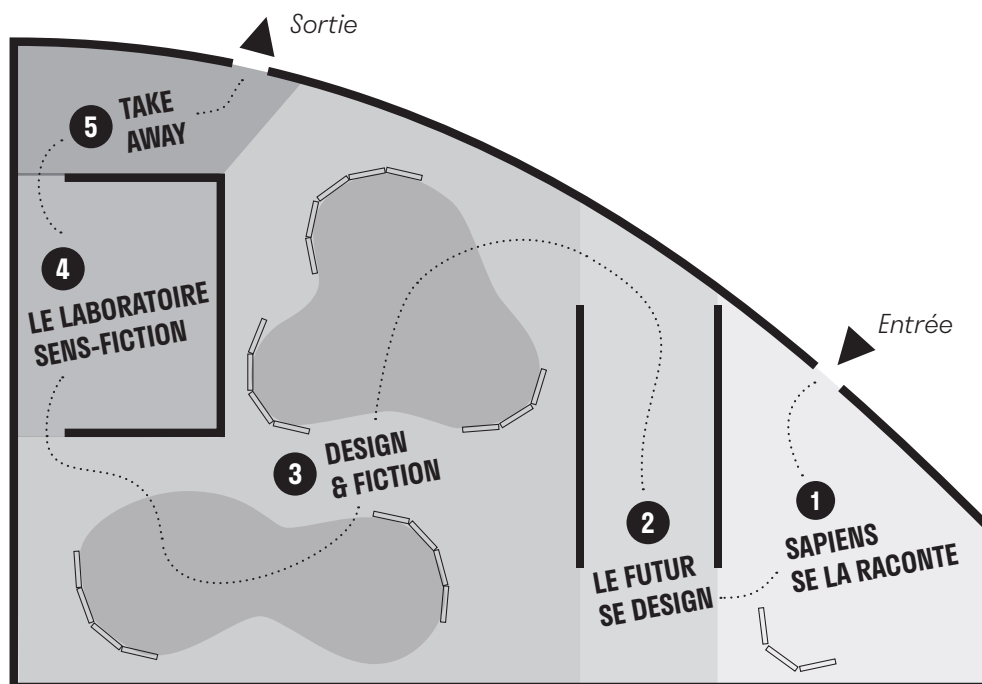 Sortie
5 TAKE
AWAY
4
LE LABORATOIRE
SENS-FICTION
Entrée
3 DESIGN
& FICTION
2
LE FUTUR
SE DESIGN
1
SAPIENS
SE LA RACONTE